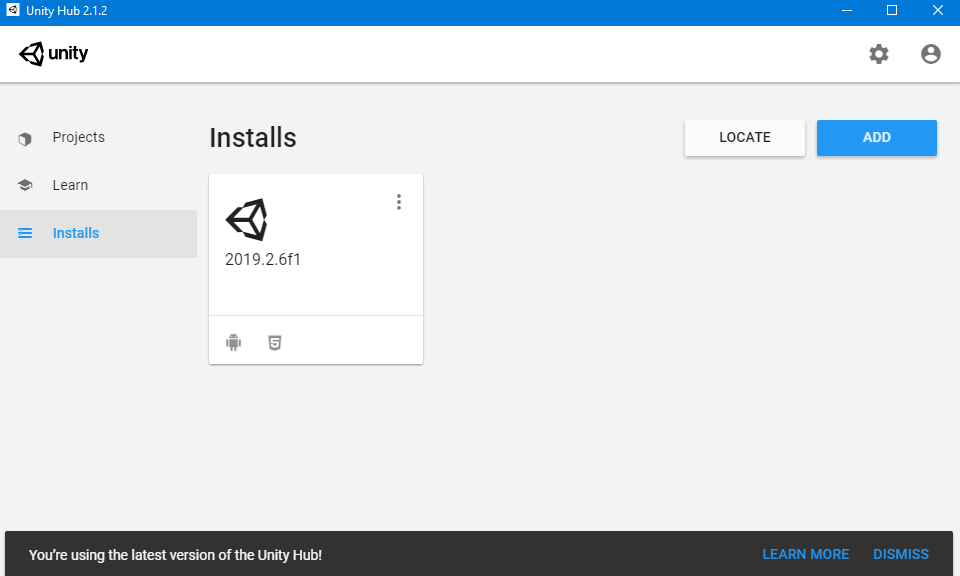 Unity Hub 2.1.2
unity
Projects
Learn
Installs
Installs
LOCATE
ADD
2019.2.6f1
You're using the latest version of the Unity Hub!
LEARN MORE
DISMISS